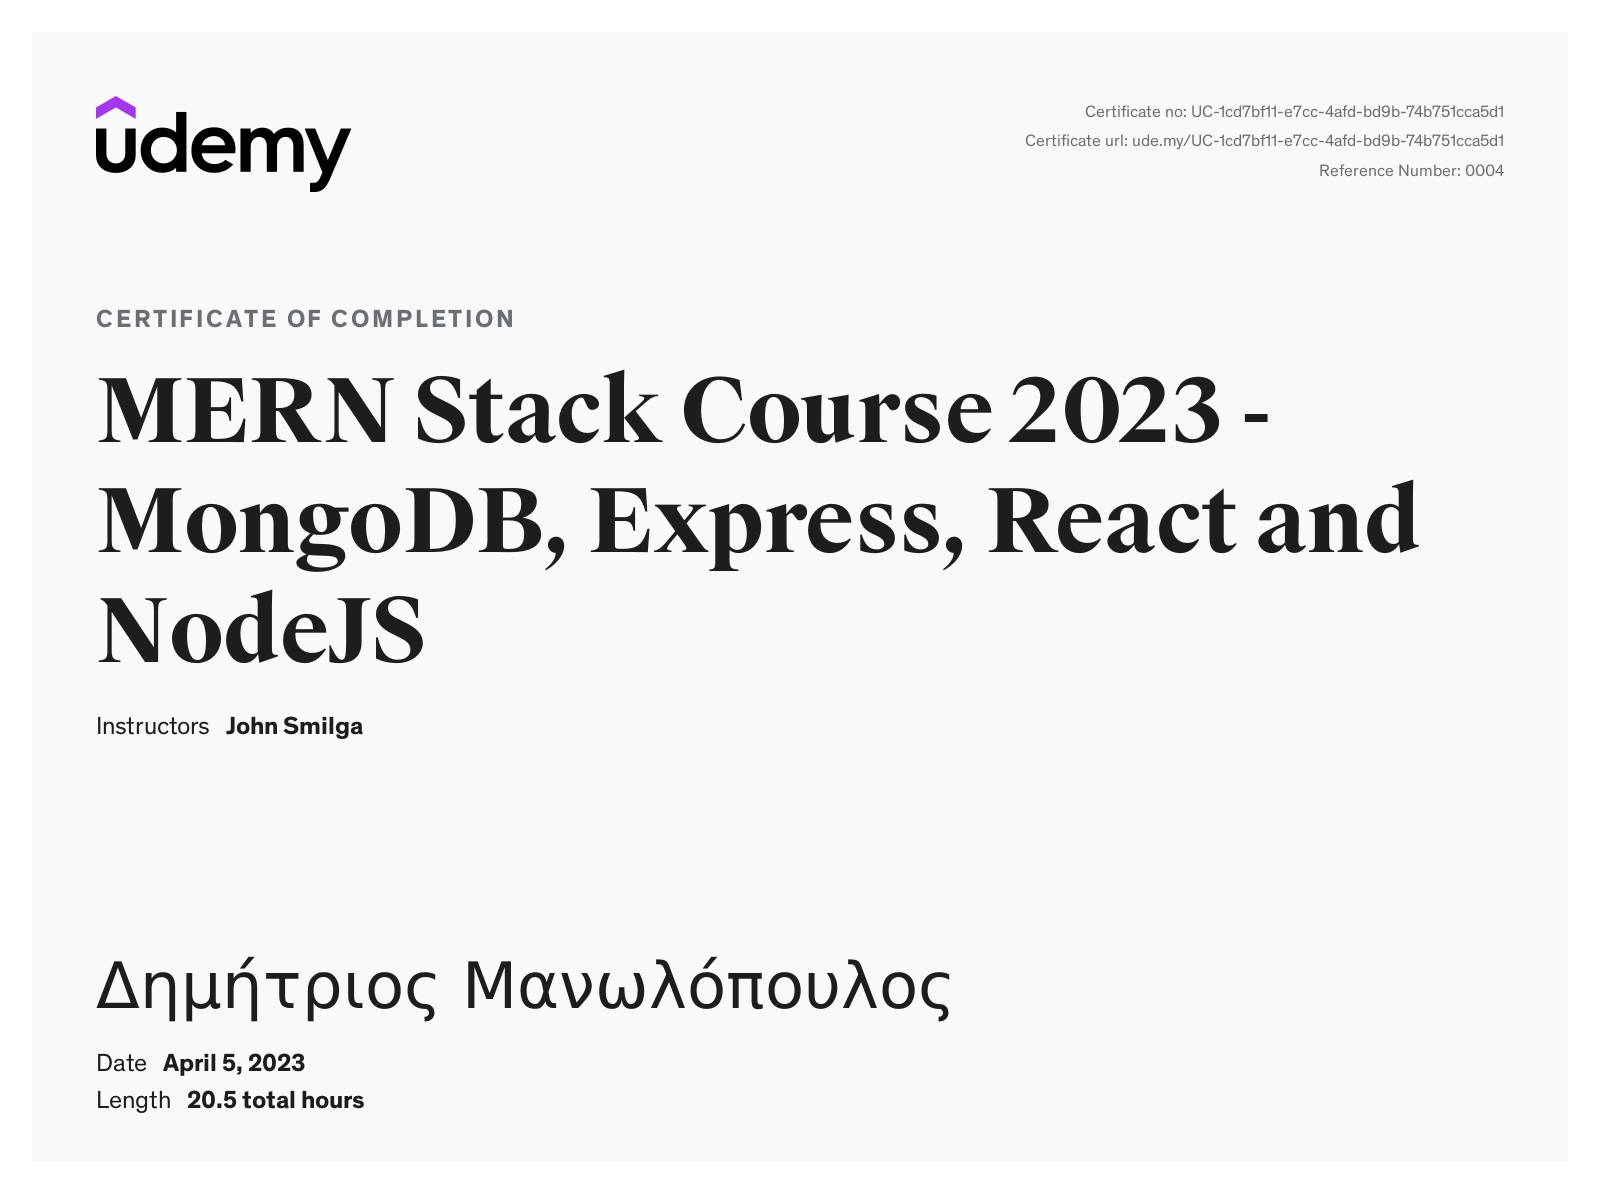 udemy
Certificate no: UC-1cd7bf11-e7cc-4afd-bd9b-74b751cca5d1
Certificate url: ude.my/UC-1cd7bf11-e7cc-4afd-bd9b-74b751cca5d1
Reference Number: 0004
CERTIFICATE OF COMPLETION
MERN Stack Course 2023 -
MongoDB, Express, React and
NodeJS
Instructors John Smilga
Δημήτριος Μανωλόπουλος
Date April 5, 2023
Length 20.5 total hours